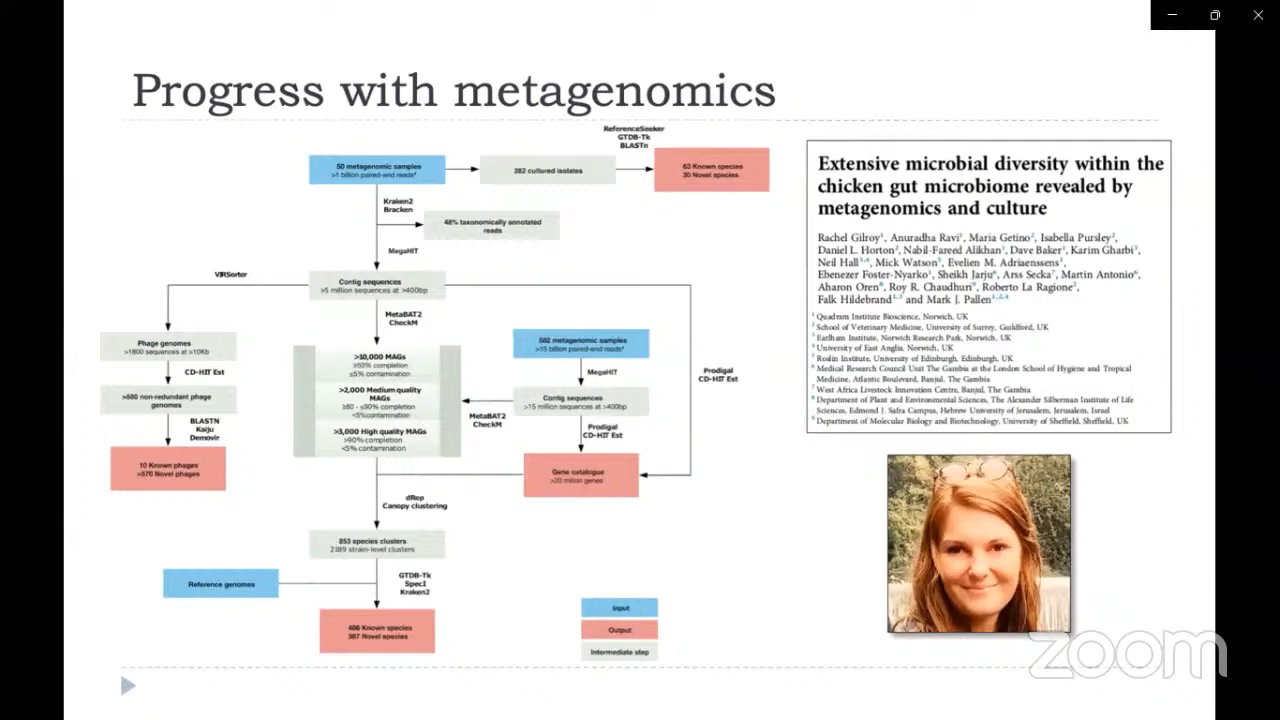 Progress with metagenomics
ReferenceSeeker
GTDB-Tk
BLASTn
50 metagenomic samples
>1 billion paired-end reads*
282 cultured isolates
63 Known species
30 Novel species
Kraken2
Bracken
48% taxonomically annotated
reads
MegaHIT
VIRSorter
Contig sequences
>5 million sequences at >400bp
MetaBAT2
CheckM
Phage genomes
>1800 sequences at >10Kb
CD-HIT Est
>580 non-redundant phage
genomes
BLASTN
Kaiju
Demovir
10 Known phages
>570 Novel phages
>10,000 MAGs
≥50% completion
≤5% contamination
>2,000 Medium quality
MAGs
≥80 - ≤90% completion
<5% contamination
>3,000 High quality MAGs
>90% completion
<5% contamination
582 metagenomic samples
>15 billion paired-end reads*
MegaHIT
Contig sequences
>15 million sequences at >400bp
MetaBAT2
CheckM
Prodigal
CD-HIT Est
Prodigal
CD-HIT Est
Gene catalogue
>20 million genes
dRep
Canopy clustering
853 species clusters
2189 strain-level clusters
Reference genomes
GTDB-Tk
SpecI
Kraken2
486 Known species
367 Novel species
Input
Output
Intermediate step
Extensive microbial diversity within the
chicken gut microbiome revealed by
metagenomics and culture
Rachel Gilroy1, Anuradha Ravi1, Maria Getino2, Isabella Pursley2,
Daniel L. Horton2, Nabil-Fareed Alikhan1, Dave Baker1, Karim Gharbi3,
Neil Hall3,4, Mick Watson5, Evelien M. Adriaenssens1,
Ebenezer Foster-Nyarko1, Sheikh Jarju6, Arss Secka7, Martin Antonio6,
Aharon Oren8, Roy R. Chaudhuri9, Roberto La Ragione2,
Falk Hildebrand1,3 and Mark J. Pallen1,2,4
1 Quadram Institute Bioscience, Norwich, UK
2 School of Veterinary Medicine, University of Surrey, Guildford, UK
3 Earlham Institute, Norwich Research Park, Norwich, UK
4 University of East Anglia, Norwich, UK
5 Roslin Institute, University of Edinburgh, Edinburgh, UK
6 Medical Research Council Unit The Gambia at the London School of Hygiene and Tropical
Medicine, Atlantic Boulevard, Banjul, The Gambia
7 West Africa Livestock Innovation Centre, Banjul, The Gambia
8 Department of Plant and Environmental Sciences, The Alexander Silberman Institute of Life
Sciences, Edmond J. Safra Campus, Hebrew University of Jerusalem, Jerusalem, Israel
9 Department of Molecular Biology and Biotechnology, University of Sheffield, Sheffield, UK
zoom